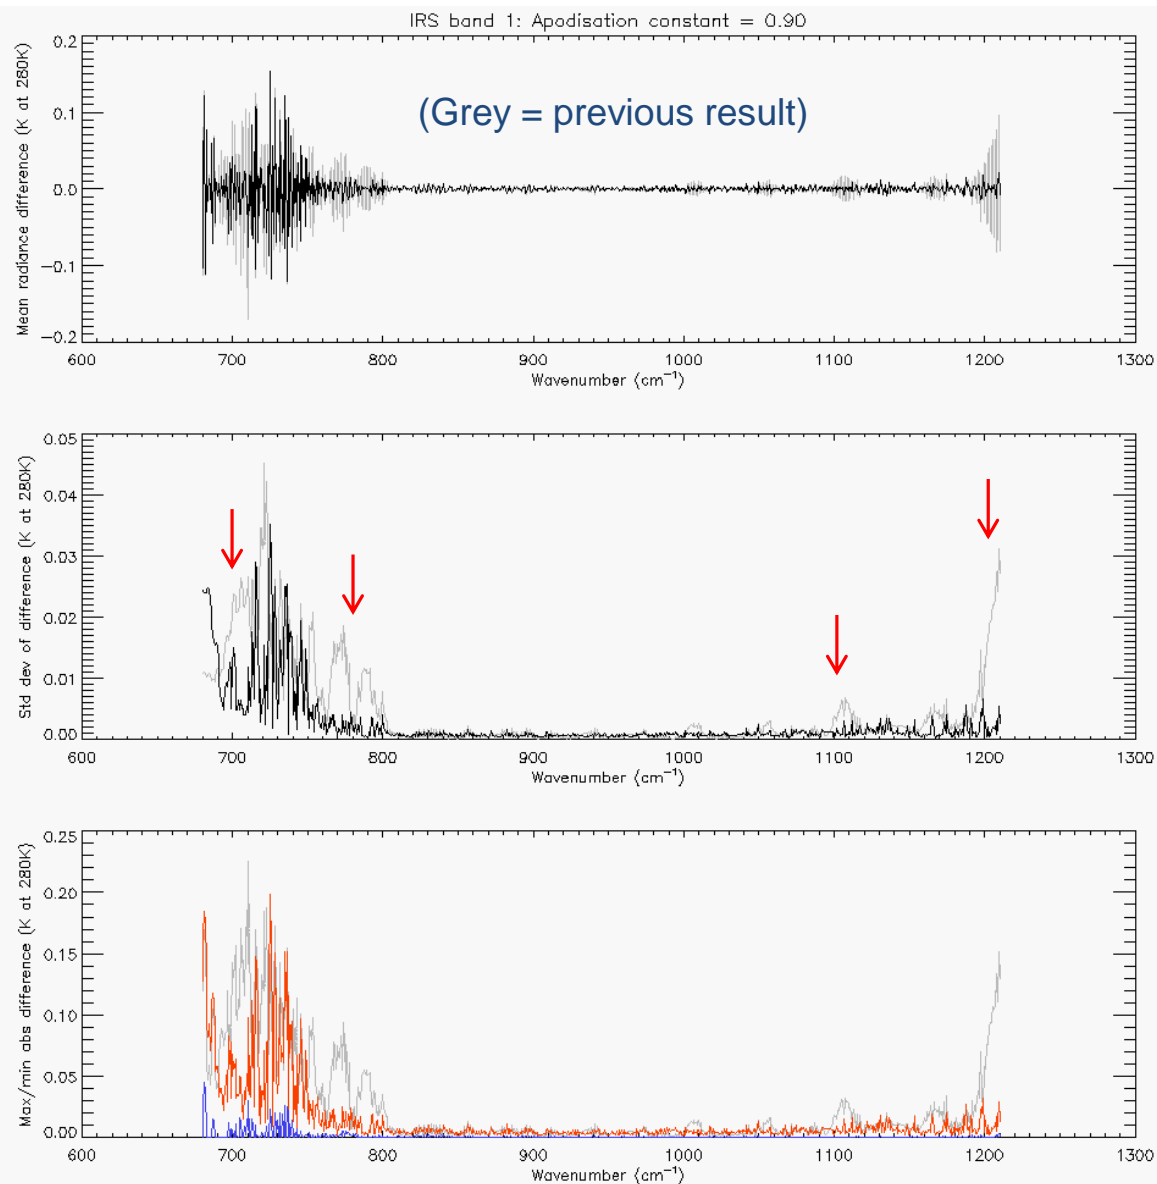 IRS band 1: Apodisation constant = 0.90
Mean radiance difference (K at 280K)
0.2
0.1
0.0
−0.1
−0.2
(Grey = previous result)
600 700 800 900 1000 1100 1200 1300
Wavenumber (cm⁻¹)
Std dev of difference (K at 280K)
0.05
0.04
0.03
0.02
0.01
0.00
600 700 800 900 1000 1100 1200 1300
Wavenumber (cm⁻¹)
Max/min abs difference (K at 280K)
0.25
0.20
0.15
0.10
0.05
0.00
600 700 800 900 1000 1100 1200 1300
Wavenumber (cm⁻¹)